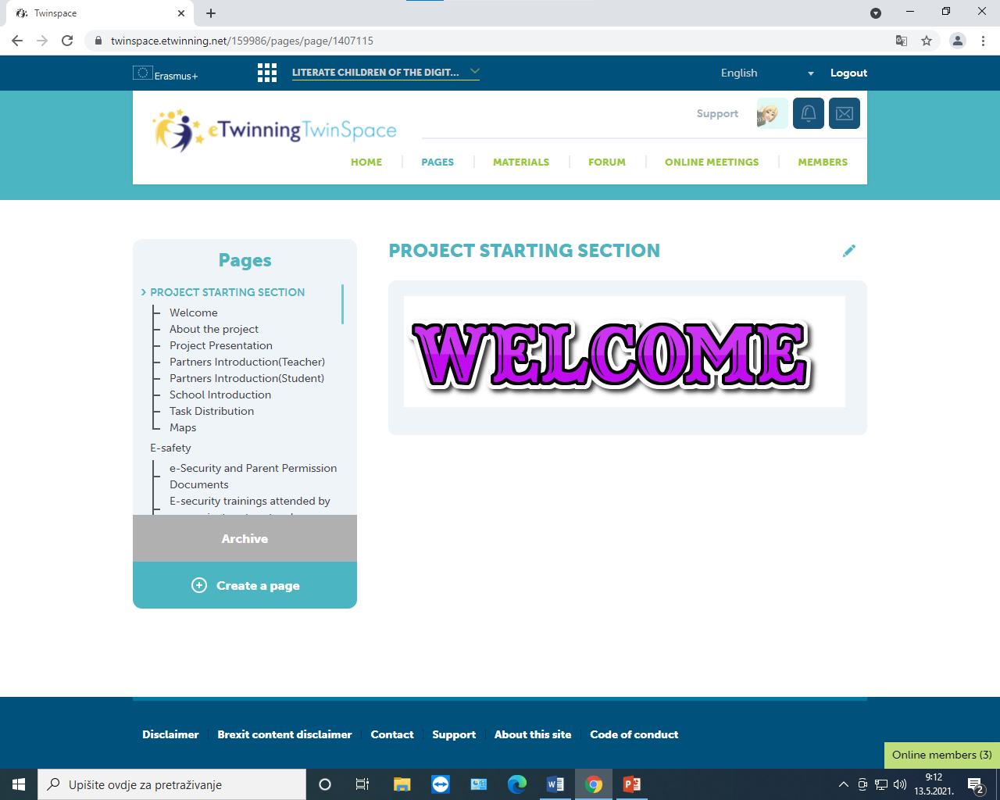 Twinspace
twinspace.etwinning.net/159986/pages/page/1407115
Erasmus+
LITERATE CHILDREN OF THE DIGIT...
English
Logout
eTwinningTwinSpace
Support
HOME
PAGES
MATERIALS
FORUM
ONLINE MEETINGS
MEMBERS
Pages
PROJECT STARTING SECTION
Welcome
About the project
Project Presentation
Partners Introduction(Teacher)
Partners Introduction(Student)
School Introduction
Task Distribution
Maps
E-safety
e-Security and Parent Permission
Documents
E-security trainings attended by
Archive
Create a page
PROJECT STARTING SECTION
WELCOME
Disclaimer
Brexit content disclaimer
Contact
Support
About this site
Code of conduct
Online members (3)
Upišite ovdje za pretraživanje
9:12
13.5.2021.
2